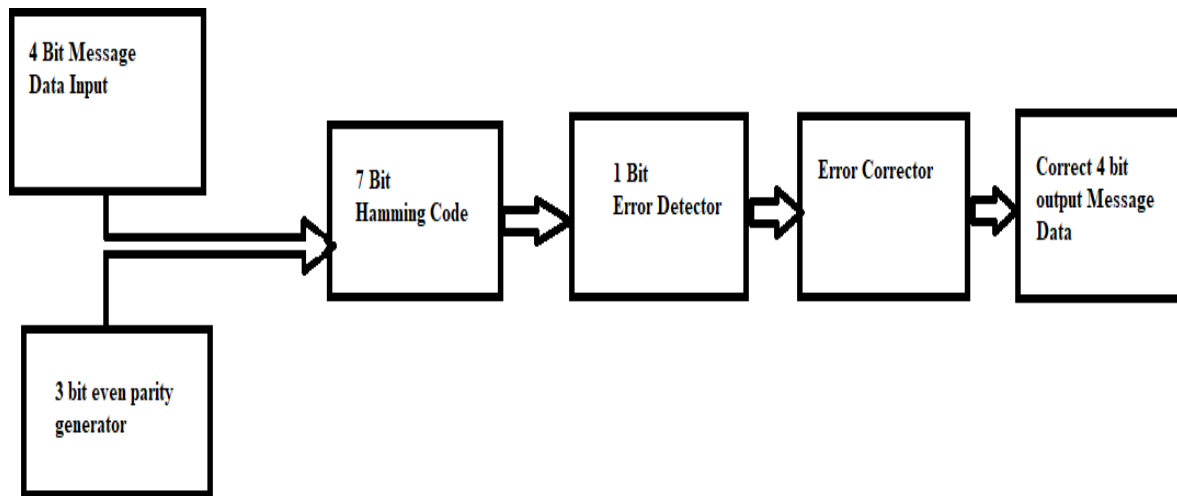 4 Bit Message
Data Input
7 Bit
Hamming Code
1 Bit
Error Detector
Error Corrector
Correct 4 bit
output Message
Data
3 bit even parity
generator